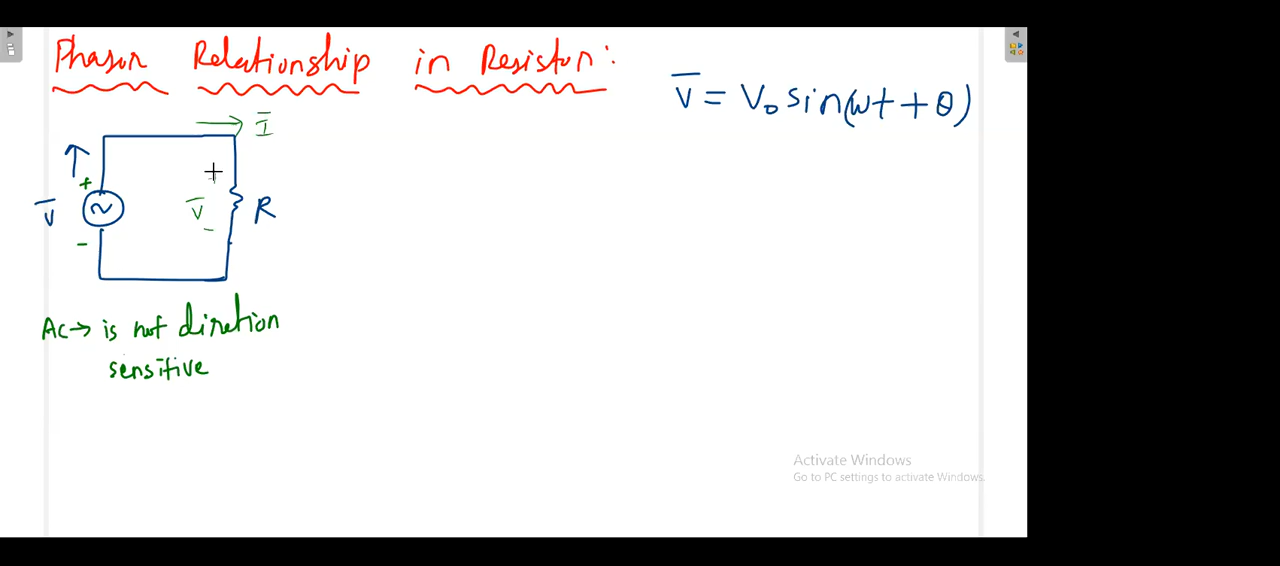 Phasor Relationship in Resistor:
V̅ = V₀ sin(ωt + θ)
I̅
+
V̅
V̅
R
-
Ac→ is not diretion
sensitive
Activate Windows
Go to PC settings to activate Windows.